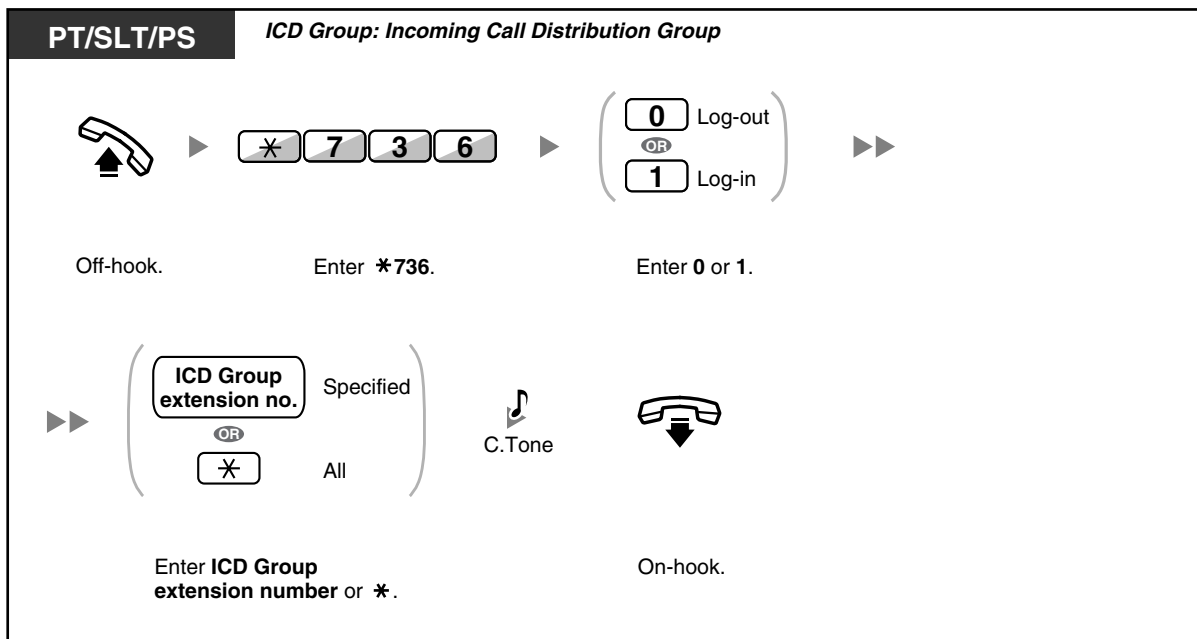 PT/SLT/PS
ICD Group: Incoming Call Distribution Group
* 7 3 6
0 Log-out
OR
1 Log-in
Off-hook.
Enter *736.
Enter 0 or 1.
ICD Group
extension no.
Specified
OR
* All
C.Tone
Enter ICD Group
extension number or *.
On-hook.